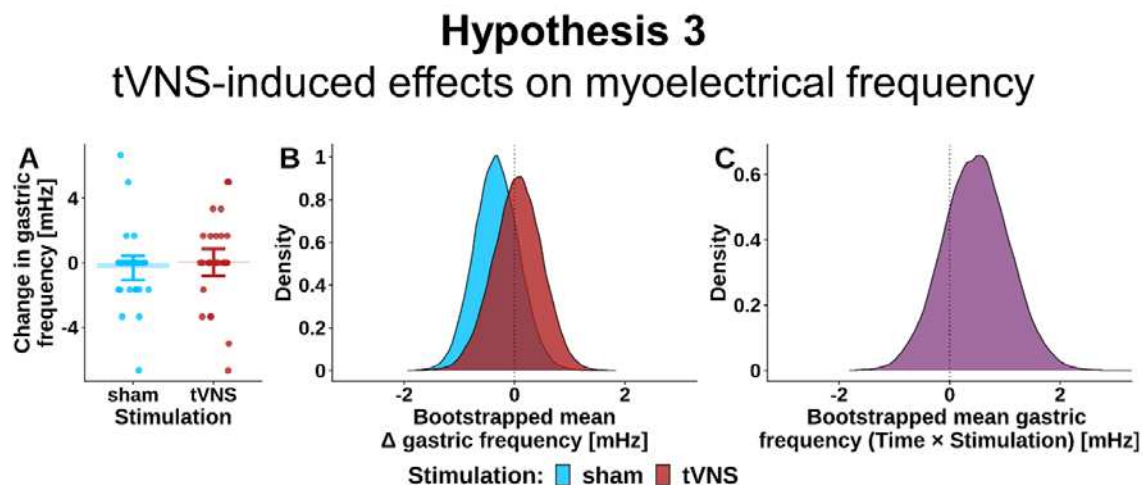 Hypothesis 3
tVNS-induced effects on myoelectrical frequency
A
Change in gastric
frequency [mHz]
4
0
-4
sham
tVNS
Stimulation
B
Density
1
0.8
0.6
0.4
0.2
0
-2
0
2
Bootstrapped mean
Δ gastric frequency [mHz]
C
Density
0.6
0.4
0.2
0
-2
0
2
Bootstrapped mean gastric
frequency (Time × Stimulation) [mHz]
Stimulation: sham tVNS